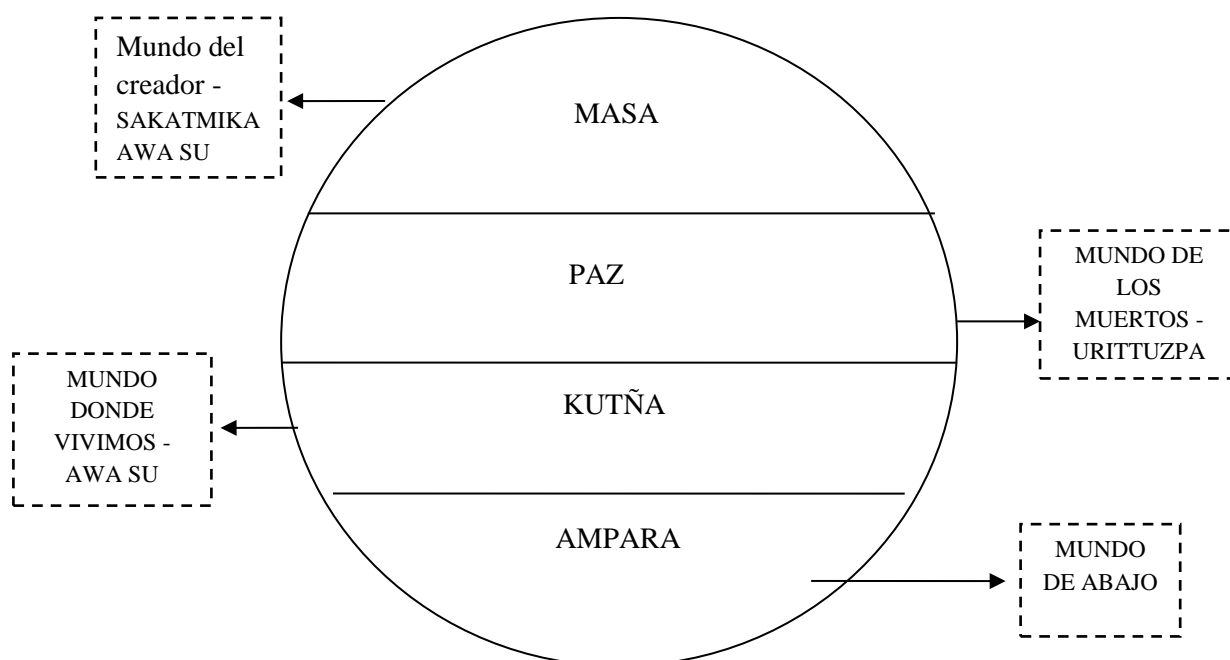 Mundo del
creador -
SAKATMIKA
AWA SU
MASA
PAZ
MUNDO DE
LOS
MUERTOS -
URITTUZPA
MUNDO
DONDE
VIVIMOS -
AWA SU
KUTÑA
AMPARA
MUNDO
DE ABAJO